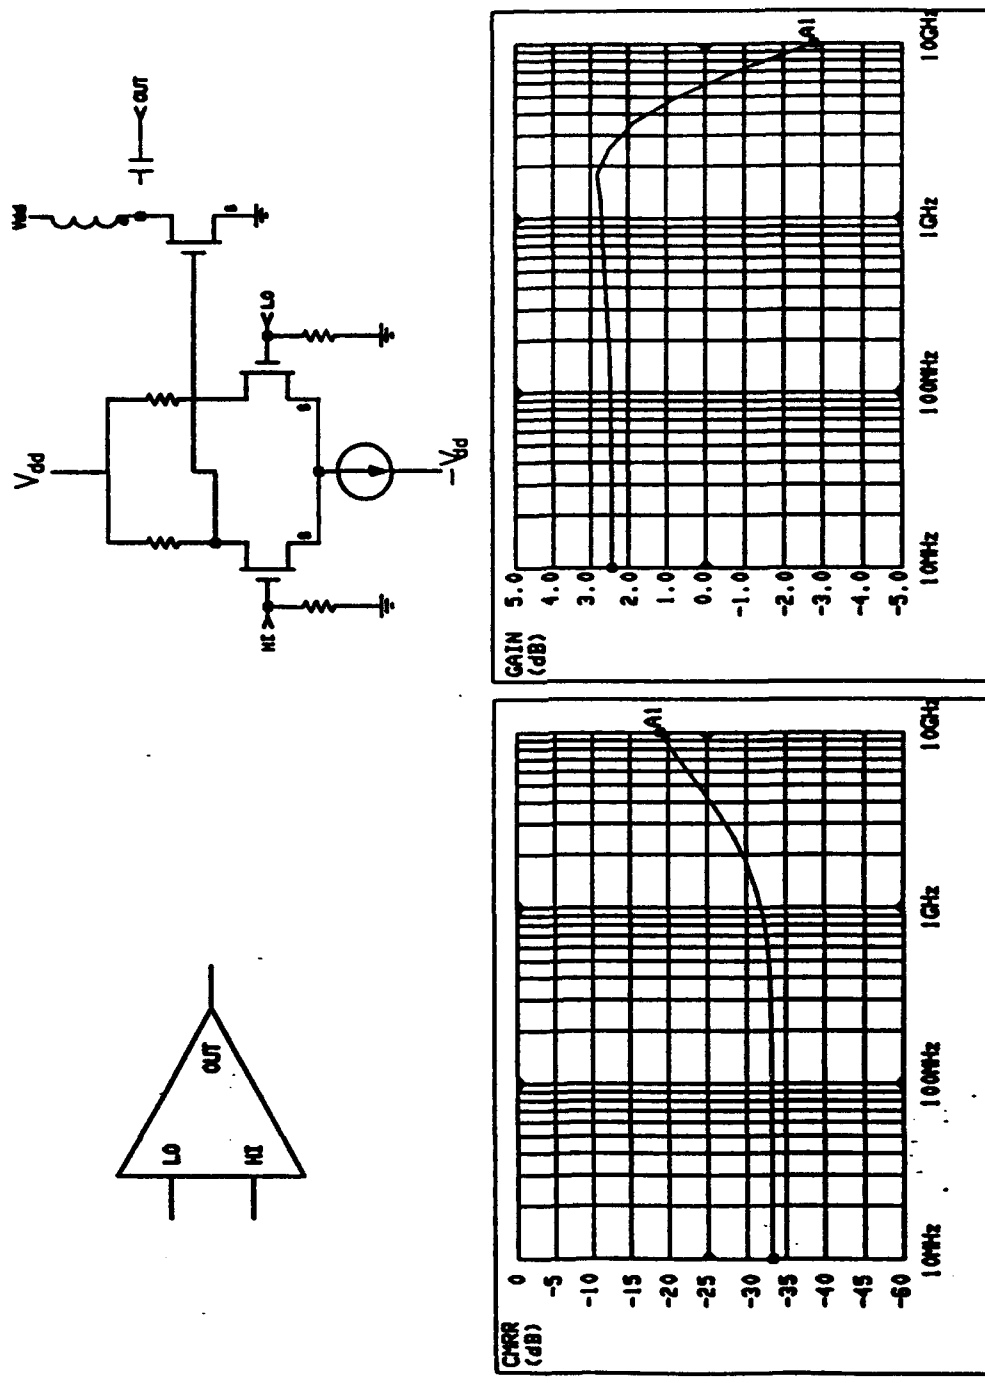 LO
HI
OUT
Vdd
Vdd
HI
LO
OUT
S
S
S
-Vdd
CMRR
(dB)
0
-5
-10
-15
-20
-25
-30
-35
-40
-45
-50
A1
10MHz
100MHz
1GHz
10GHz
GAIN
(dB)
5.0
4.0
3.0
2.0
1.0
0.0
-1.0
-2.0
-3.0
-4.0
-5.0
A1
10MHz
100MHz
1GHz
10GHz